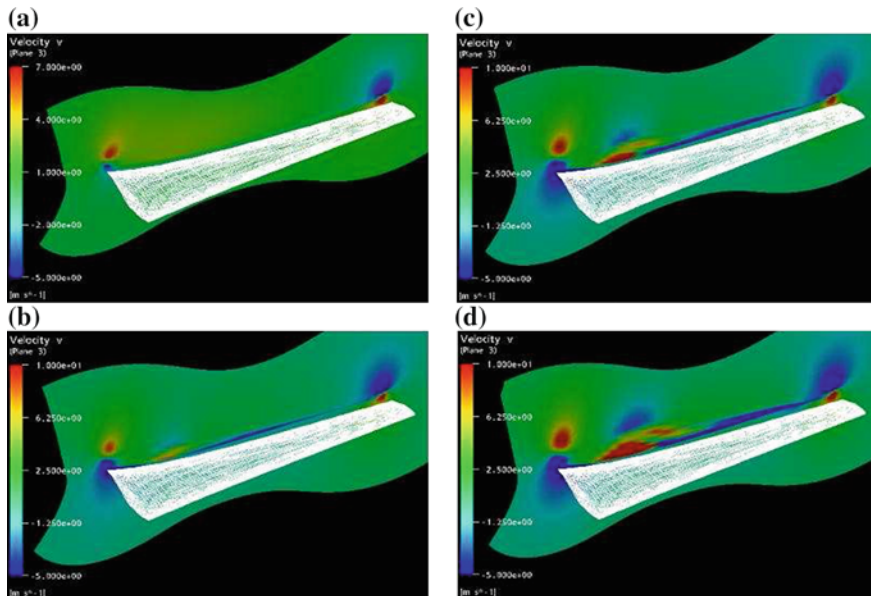 (a)
Velocity v
(Plane 3)
7.000e+00
4.000e+00
1.000e+00
-2.000e+00
-5.000e+00
[m s^-1]
(c)
Velocity v
(Plane 3)
1.000e+01
6.250e+00
2.500e+00
-1.250e+00
-5.000e+00
[m s^-1]
(b)
Velocity v
(Plane 3)
1.000e+01
6.250e+00
2.500e+00
-1.250e+00
-5.000e+00
[m s^-1]
(d)
Velocity v
(Plane 3)
1.000e+01
6.250e+00
2.500e+00
-1.250e+00
-5.000e+00
[m s^-1]